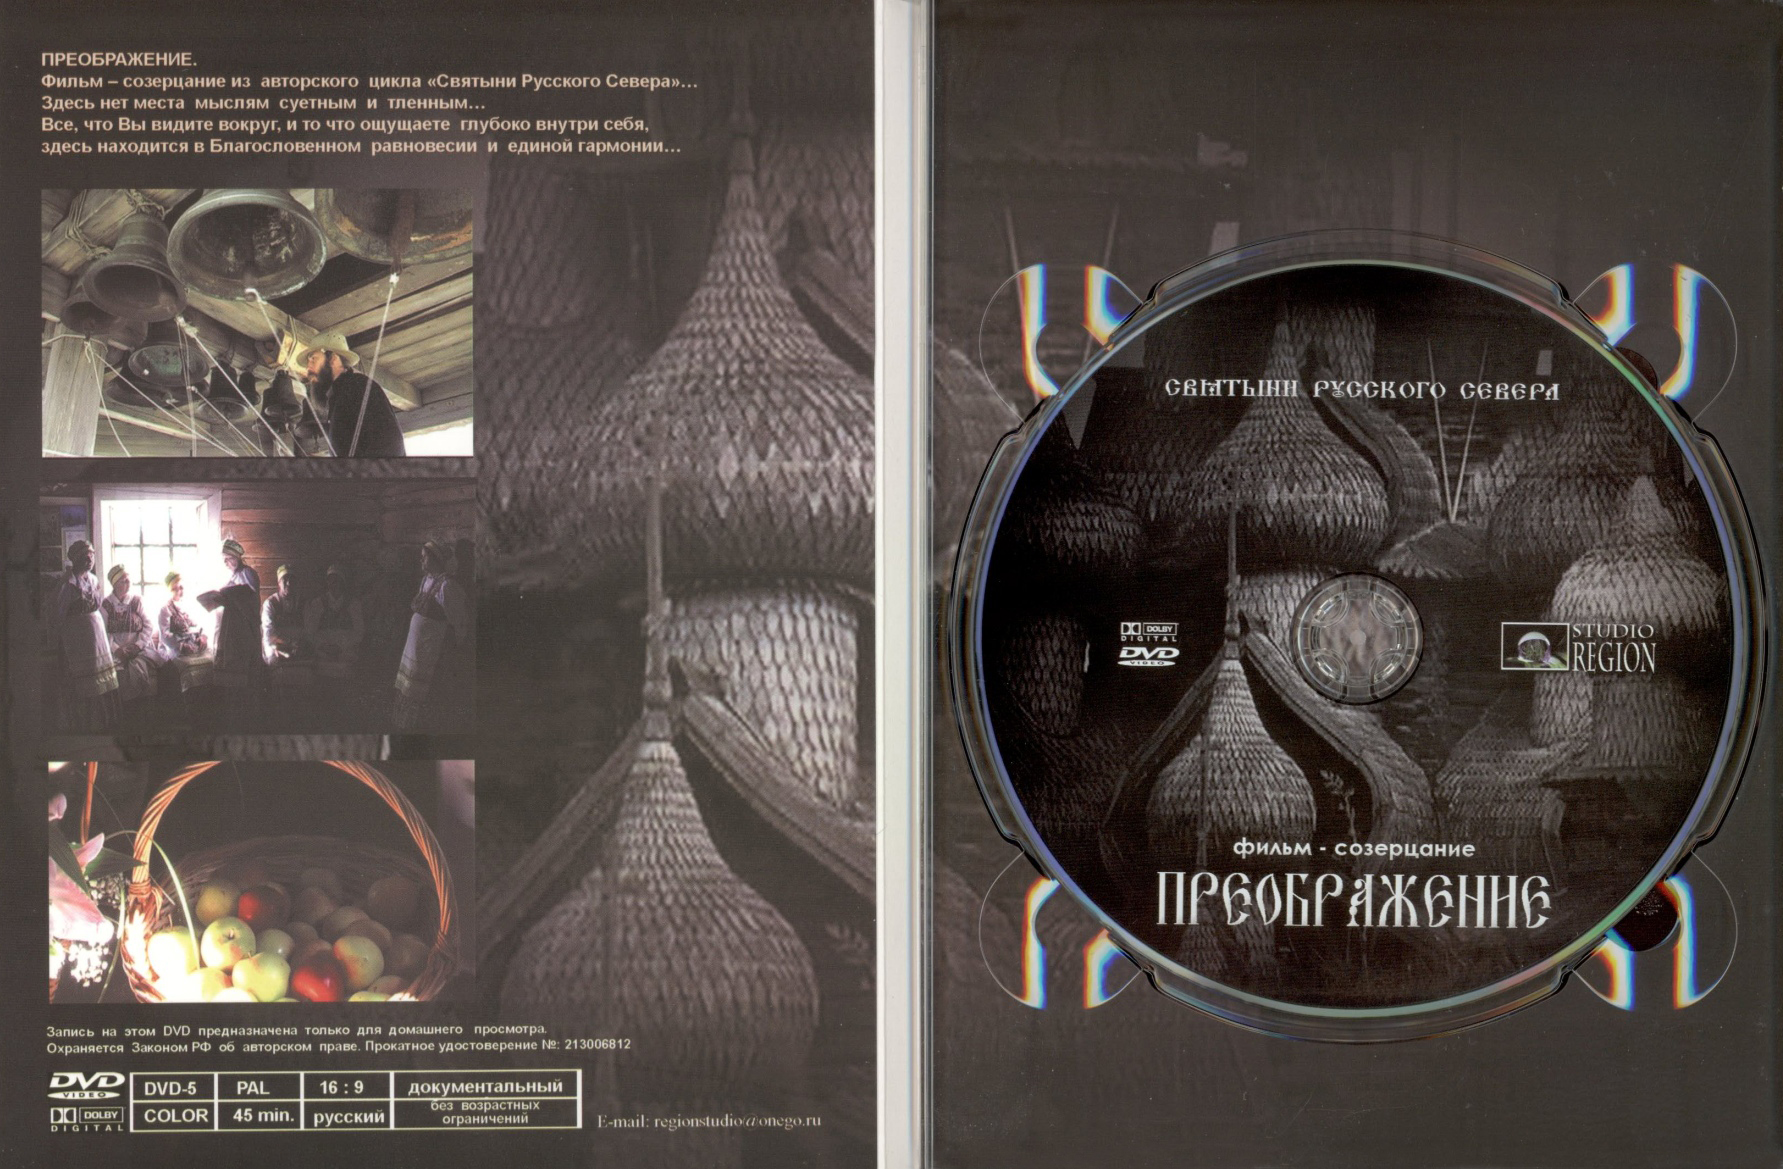 ПРЕОБРАЖЕНИЕ.
Фильм – созерцание из авторского цикла «Святыни Русского Севера»...
Здесь нет места мыслям суетным и тленным...
Все, что Вы видите вокруг, и то что ощущаете глубоко внутри себя,
здесь находится в Благословенном равновесии и единой гармонии...
Запись на этом DVD предназначена только для домашнего просмотра.
Охраняется Законом РФ об авторском праве. Прокатное удостоверение №: 213006812
DVD VIDEO
DOLBY DIGITAL
DVD-5 PAL 16 : 9 документальный
COLOR 45 min. русский без возрастных ограничений
E-mail: regionstudio@onego.ru
СВЯТЫНИ РУССКОГО СЕВЕРА
DOLBY DIGITAL
DVD VIDEO
STUDIO
REGION
фильм - созерцание
ПРЕОБРАЖЕНИЕ